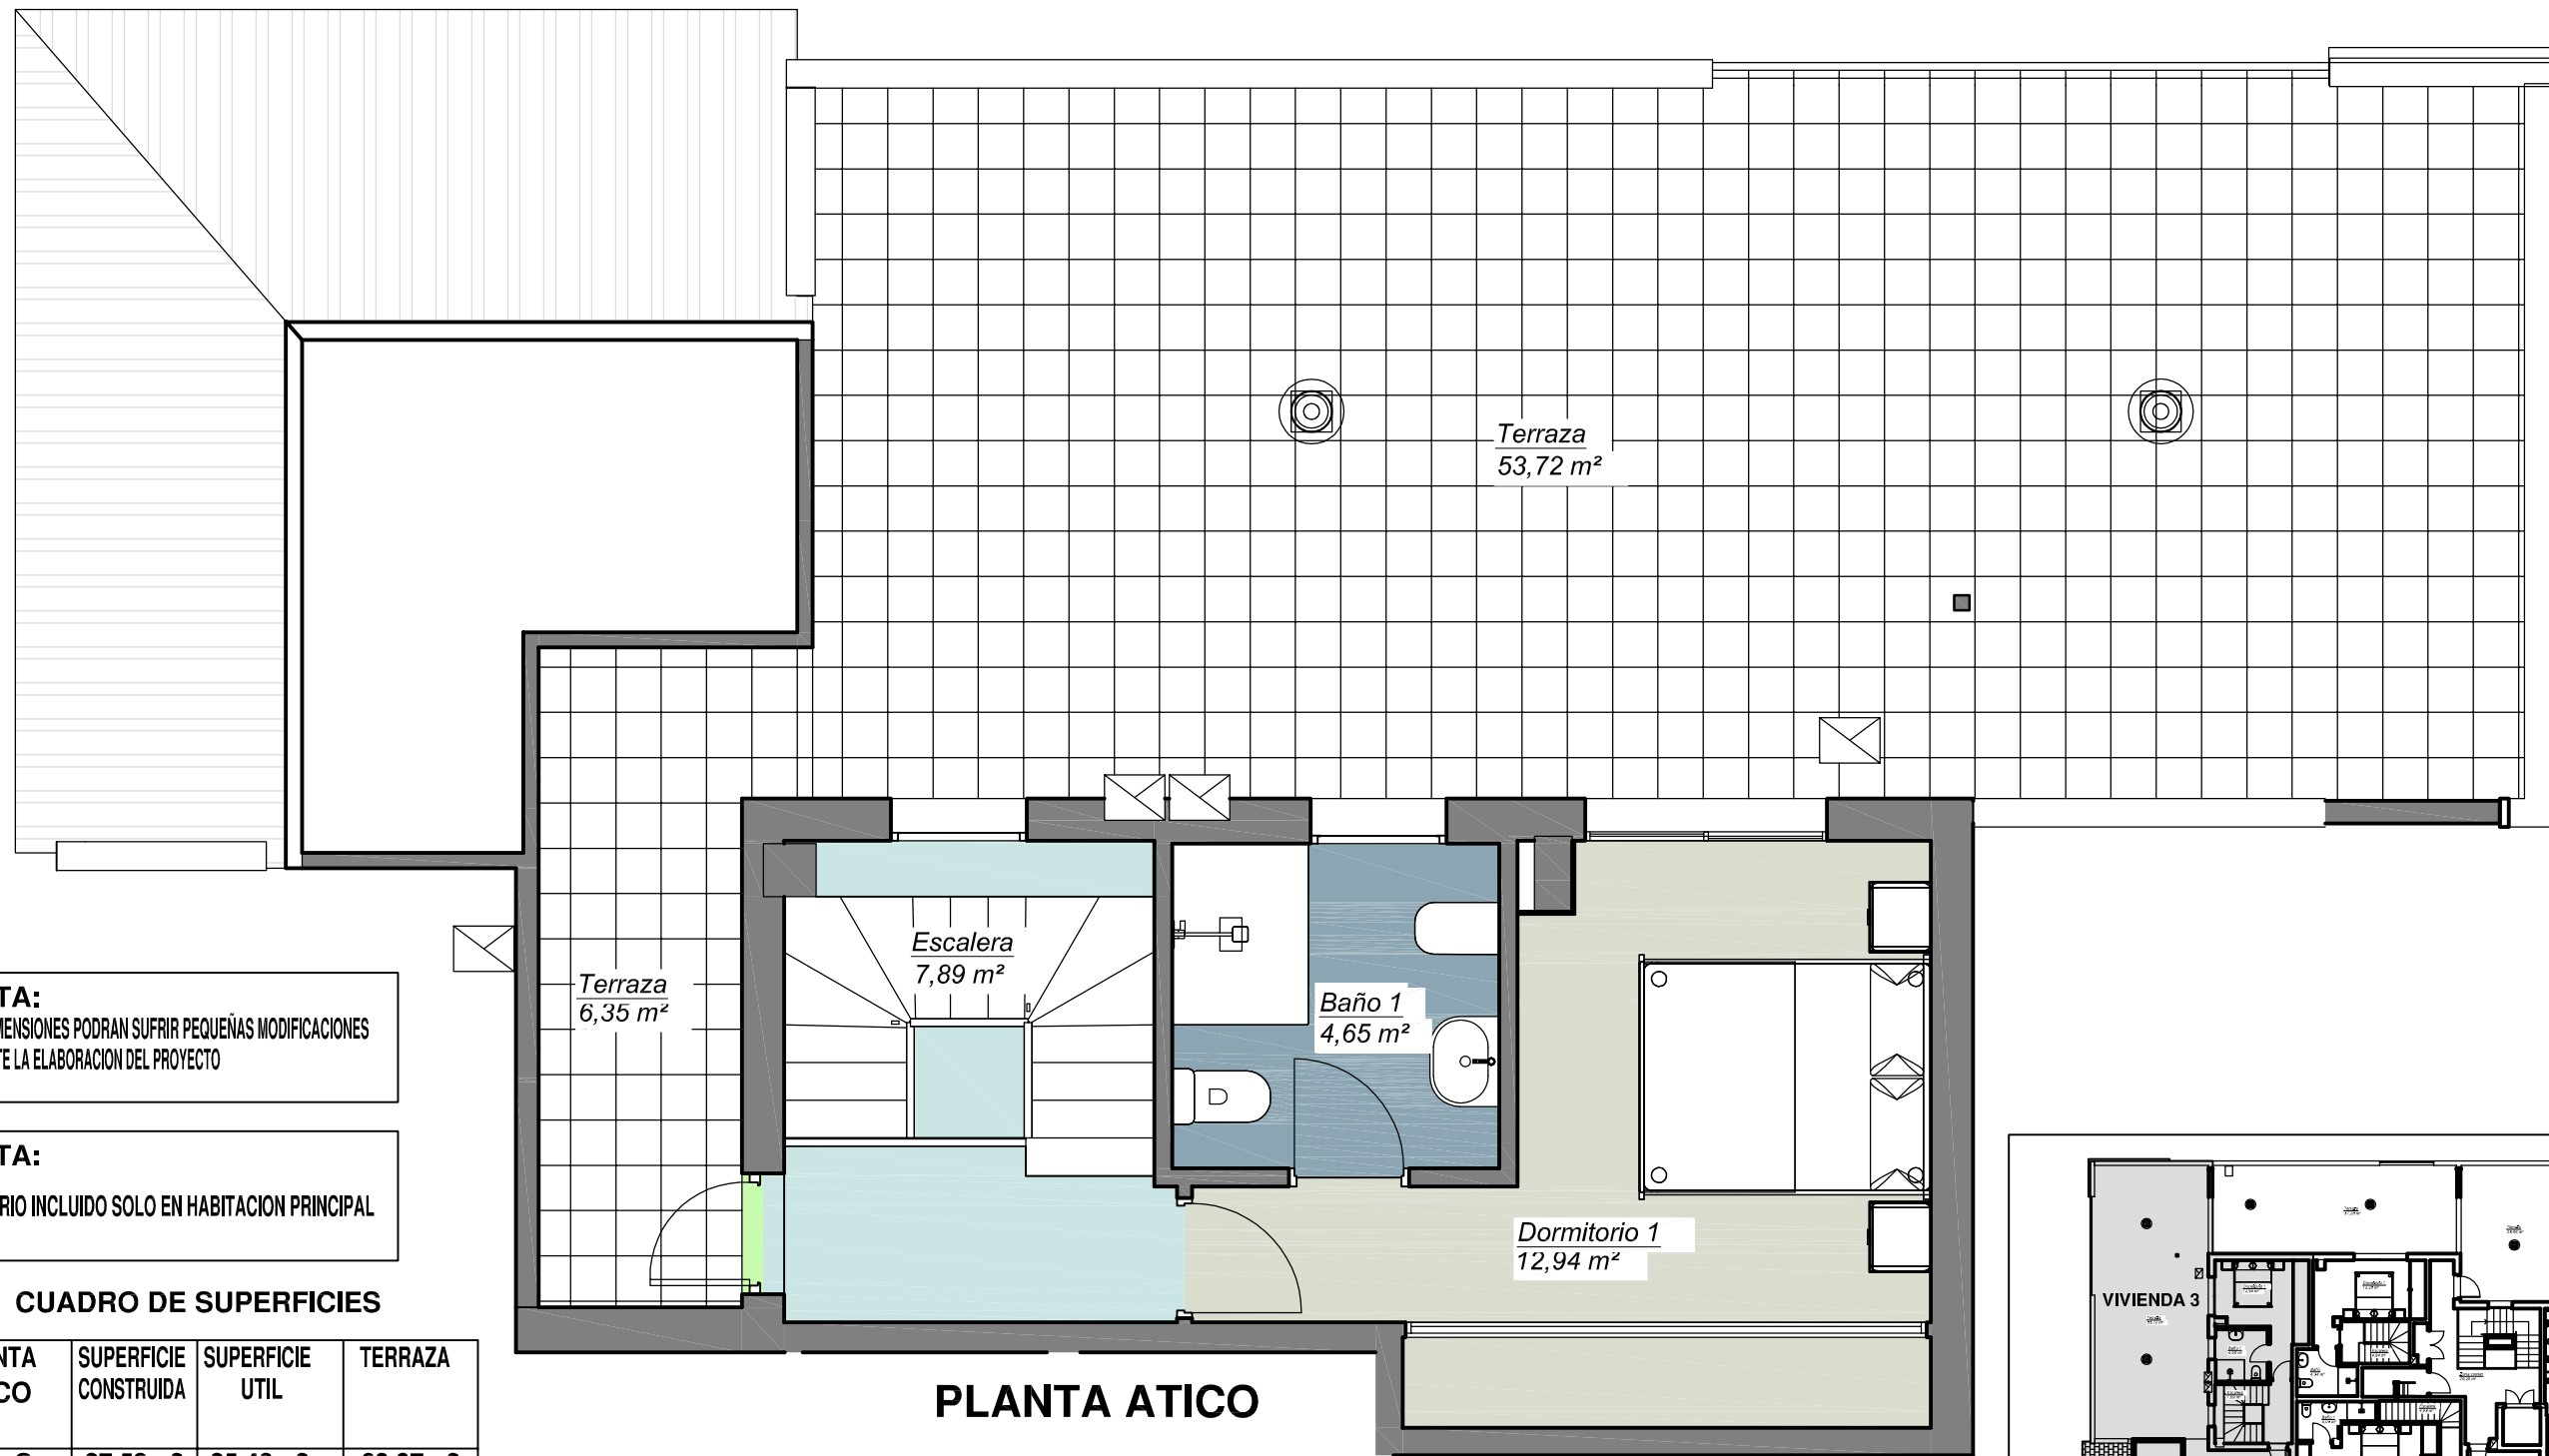 Terraza
53,72 m²
Escalera
7,89 m²
Terraza
6,35 m²
Baño 1
4,65 m²
Dormitorio 1
12,94 m²
TA:
MENSIONES PODRAN SUFRIR PEQUEÑAS MODIFICACIONES
TE LA ELABORACION DEL PROYECTO
TA:
RIO INCLUIDO SOLO EN HABITACION PRINCIPAL
CUADRO DE SUPERFICIES
NTA
CO
SUPERFICIE
CONSTRUIDA
SUPERFICIE
UTIL
TERRAZA
PLANTA ATICO
VIVIENDA 3